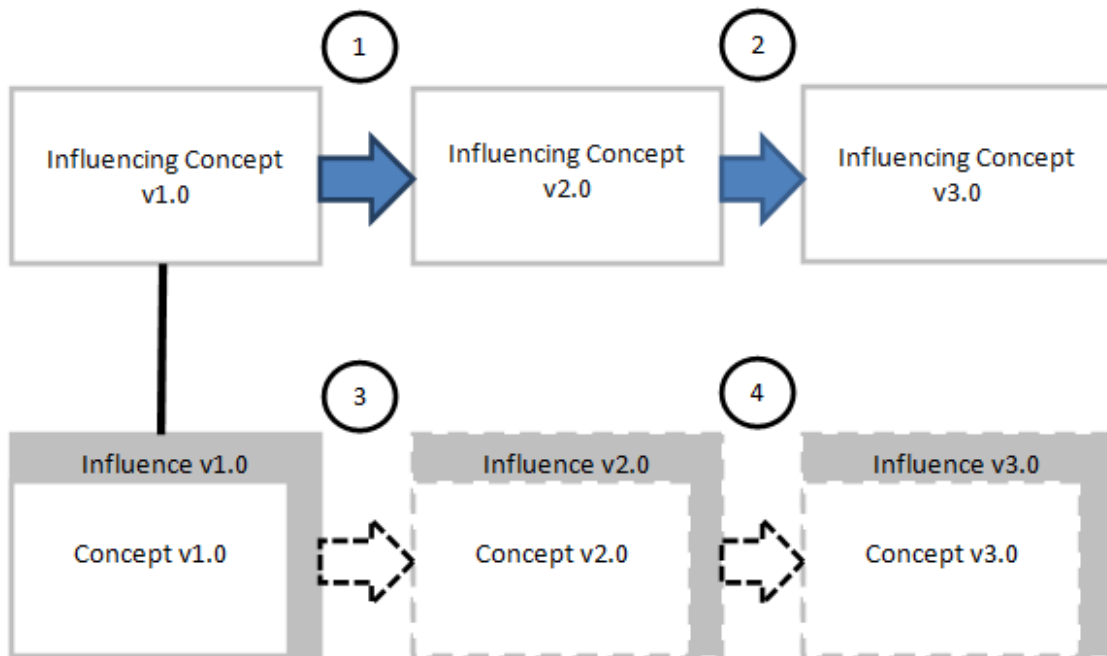 1
2
Influencing Concept
v1.0
Influencing Concept
v2.0
Influencing Concept
v3.0
3
4
Influence v1.0
Influence v2.0
Influence v3.0
Concept v1.0
Concept v2.0
Concept v3.0